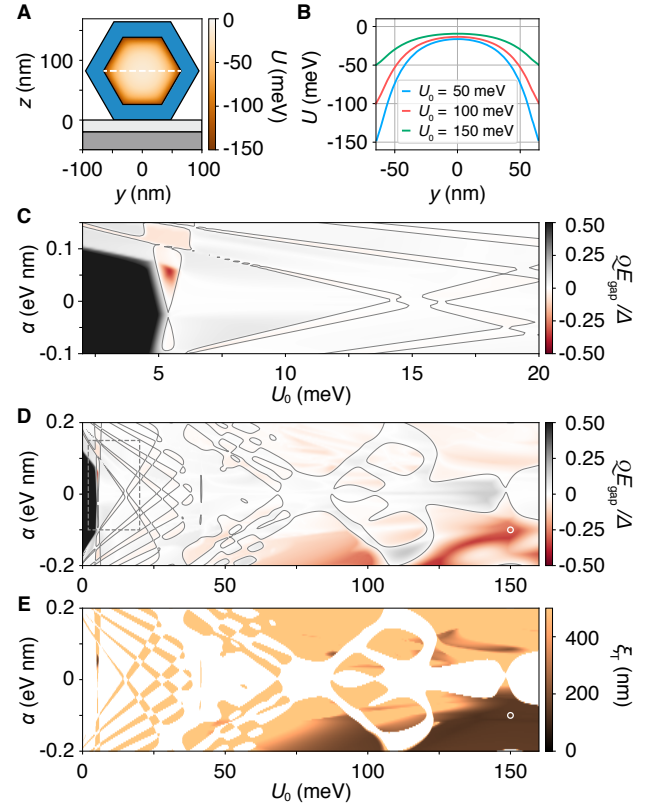 A
z (nm)
100
0
-100
0
100
y (nm)
0
-50
-100
-150
U (meV)
B
U (meV)
0
-50
-100
-150
U₀ = 50 meV
U₀ = 100 meV
U₀ = 150 meV
-50
0
50
y (nm)
C
α (eV nm)
0.1
0
-0.1
5
10
15
20
U₀ (meV)
0.50
0.25
0
-0.25
-0.50
𝒬E_gap/Δ
D
α (eV nm)
0.2
0
-0.2
0
50
100
150
0.50
0.25
0
-0.25
-0.50
𝒬E_gap/Δ
E
α (eV nm)
0.2
0
-0.2
0
50
100
150
U₀ (meV)
400
200
0
ξ_T (nm)